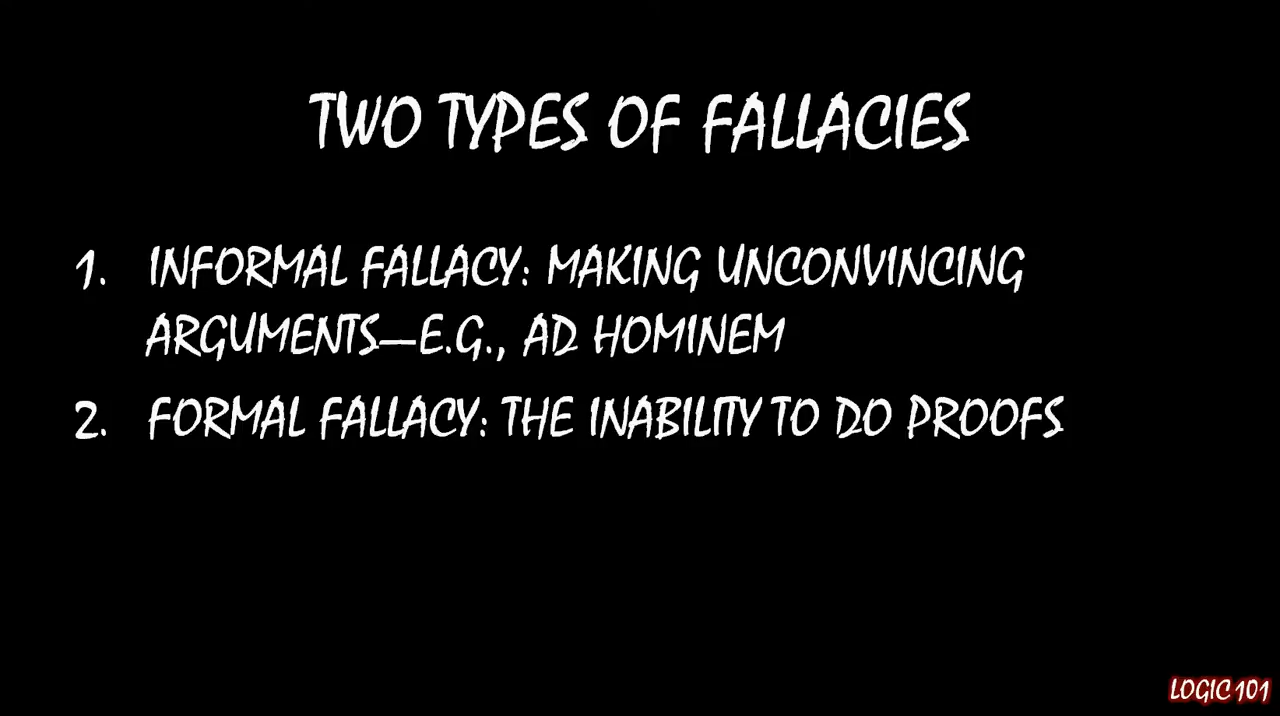 TWO TYPES OF FALLACIES
1. INFORMAL FALLACY: MAKING UNCONVINCING
ARGUMENTS—E.G., AD HOMINEM
2. FORMAL FALLACY: THE INABILITY TO DO PROOFS
LOGIC 101